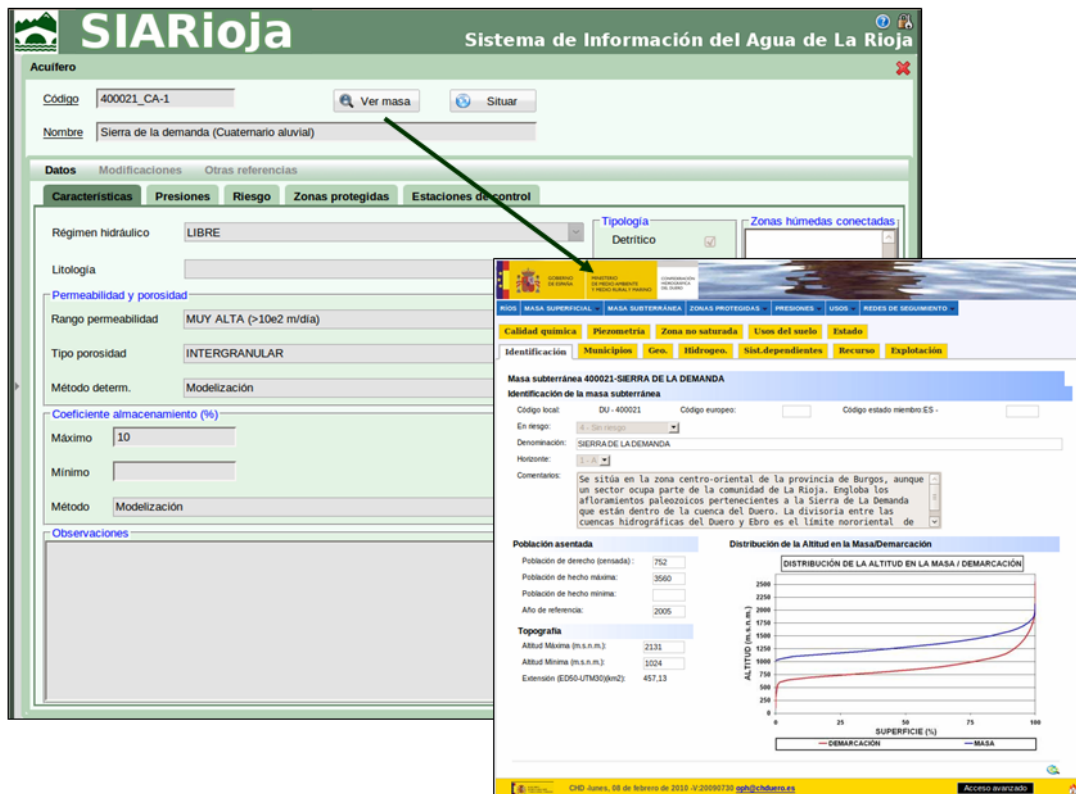 SIARioja
Sistema de Información del Agua de La Rioja
Acuífero
Código 400021_CA-1 Ver masa Situar
Nombre Sierra de la demanda (Cuaternario aluvial)
Datos Modificaciones Otras referencias
Características Presiones Riesgo Zonas protegidas Estaciones de control
Régimen hidráulico LIBRE
Tipología
Detrítico
Zonas húmedas conectadas
Litología
Permeabilidad y porosidad
Rango permeabilidad MUY ALTA (>10e2 m/día)
Tipo porosidad INTERGRANULAR
Método determ. Modelización
Coeficiente almacenamiento (%)
Máximo 10
Mínimo
Método Modelización
Observaciones
GOBIERNO DE ESPAÑA
MINISTERIO
DE MEDIO AMBIENTE
Y MEDIO RURAL Y MARINO
CONFEDERACIÓN
HIDROGRÁFICA
DEL DUERO
RÍOS MASA SUPERFICIAL MASA SUBTERRÁNEA ZONAS PROTEGIDAS PRESIONES USOS REDES DE SEGUIMIENTO
Calidad química Piezometría Zona no saturada Usos del suelo Estado
Identificación Municipios Geo. Hidrogeo. Sist.dependientes Recurso Explotación
Masa subterránea 400021-SIERRA DE LA DEMANDA
Identificación de la masa subterránea
Código local: DU - 400021 Código europeo: Código estado miembro:ES -
En riesgo: 4 - Sin riesgo
Denominación: SIERRA DE LA DEMANDA
Horizonte: 1 - A
Comentarios: Se sitúa en la zona centro-oriental de la provincia de Burgos, aunque
un sector ocupa parte de la comunidad de La Rioja. Engloba los
afloramientos paleozoicos pertenecientes a la Sierra de La Demanda
que están dentro de la cuenca del Duero. La divisoria entre las
cuencas hidrográficas del Duero y Ebro es el límite nororiental de
Población asentada
Población de derecho (censada) : 752
Población de hecho máxima: 3560
Población de hecho mínima:
Año de referencia: 2005
Topografía
Altitud Máxima (m.s.n.m.): 2131
Altitud Mínima (m.s.n.m.): 1024
Extensión (ED50-UTM30)(km2): 457,13
Distribución de la Altitud en la Masa/Demarcación
DISTRIBUCIÓN DE LA ALTITUD EN LA MASA / DEMARCACIÓN
ALTITUD (m.s.n.m.)
2500
2250
2000
1750
1500
1250
1000
750
500
250
0
0 25 50 75 100
SUPERFICIE (%)
DEMARCACIÓN MASA
CHD -lunes, 08 de febrero de 2010 -V:20090730 oph@chduero.es Acceso avanzado